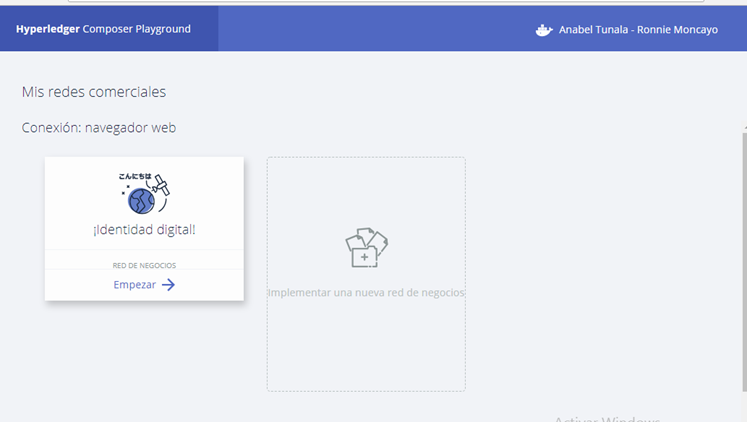 Hyperledger Composer Playground
Anabel Tunala - Ronnie Moncayo
Mis redes comerciales
Conexión: navegador web
こんにちは
¡Identidad digital!
RED DE NEGOCIOS
Empezar
Implementar una nueva red de negocios
Activar Windows